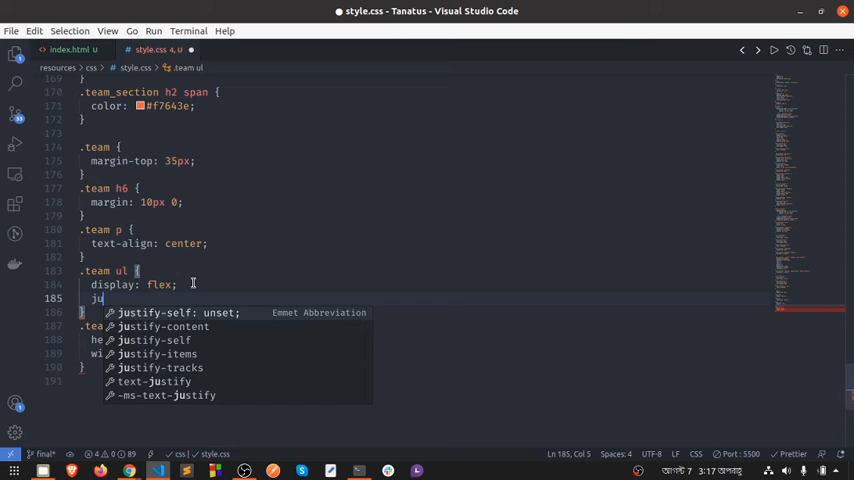 style.css - Tanatus - Visual Studio Code
File Edit Selection View Go Run Terminal Help
index.html U style.css 4, U
resources > css > # style.css > .team ul
169 }
170 .team_section h2 span {
171 color: #f7643e;
172 }
173
174 .team {
175 margin-top: 35px;
176 }
177 .team h6 {
178 margin: 10px 0;
179 }
180 .team p {
181 text-align: center;
182 }
183 .team ul {
184 display: flex;
185 ju
justify-self: unset; Emmet Abbreviation
186 }
justify-content
187 .tea
justify-self
188 he
justify-items
189 wi
justify-tracks
190 }
text-justify
191
-ms-text-justify
final* 4 0 89 css | style.css Ln 185, Col 5 Spaces: 4 UTF-8 LF CSS Port : 5500 Prettier
আগস্ট 7 3:17 অপরাহ্ণ